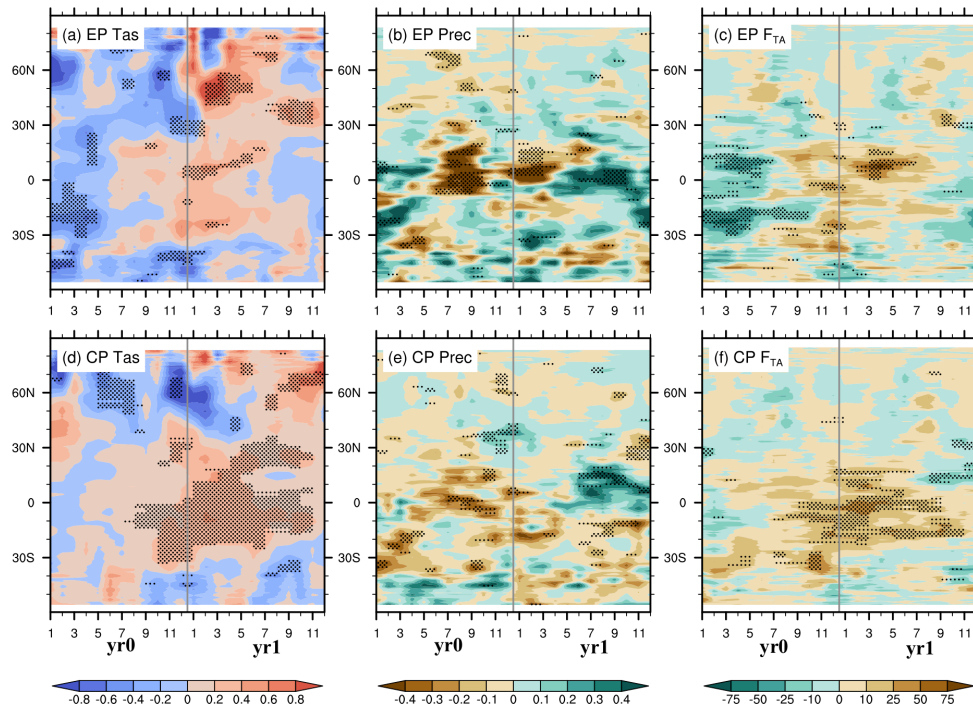 (a) EP Tas
(b) EP Prec
(c) EP F_TA
60N
30N
0
30S
60N
30N
0
30S
60N
30N
0
30S
1 3 5 7 9 11 1 3 5 7 9 11
1 3 5 7 9 11 1 3 5 7 9 11
1 3 5 7 9 11 1 3 5 7 9 11
(d) CP Tas
(e) CP Prec
(f) CP F_TA
60N
30N
0
30S
60N
30N
0
30S
60N
30N
0
30S
1 3 5 7 9 11 1 3 5 7 9 11
1 3 5 7 9 11 1 3 5 7 9 11
1 3 5 7 9 11 1 3 5 7 9 11
yr0 yr1
yr0 yr1
yr0 yr1
-0.8 -0.6 -0.4 -0.2 0 0.2 0.4 0.6 0.8
-0.4 -0.3 -0.2 -0.1 0 0.1 0.2 0.3 0.4
-75 -50 -25 -10 0 10 25 50 75